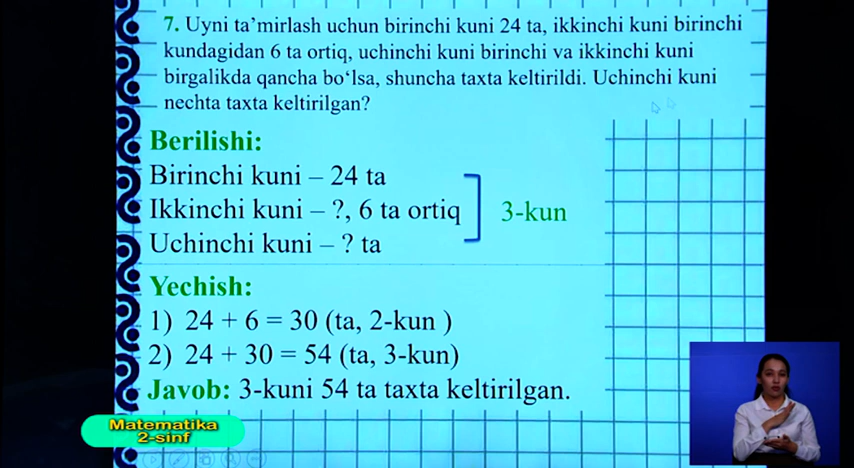 7. Uyni ta’mirlash uchun birinchi kuni 24 ta, ikkinchi kuni birinchi
kundagidan 6 ta ortiq, uchinchi kuni birinchi va ikkinchi kuni
birgalikda qancha bo‘lsa, shuncha taxta keltirildi. Uchinchi kuni
nechta taxta keltirilgan?
Berilishi:
Birinchi kuni – 24 ta
Ikkinchi kuni – ?, 6 ta ortiq
3-kun
Uchinchi kuni – ? ta
Yechish:
1) 24 + 6 = 30 (ta, 2-kun )
2) 24 + 30 = 54 (ta, 3-kun)
Javob: 3-kuni 54 ta taxta keltirilgan.
Matematika
2-sinf